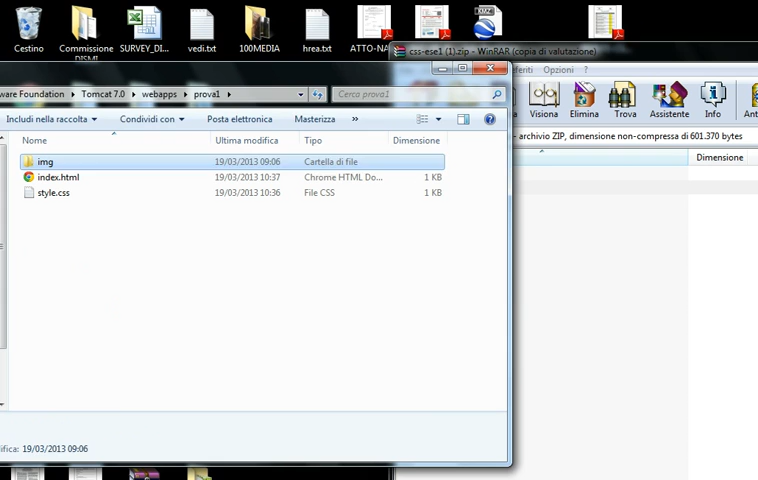 Cestino
Commissione
SURVEY_DI...
vedi.txt
100MEDIA
hrea.txt
ATTO-NA
css-ese1 (1).zip - WinRAR (copia di valutazione)
eferiti Opzioni ?
Visiona Elimina Trova Assistente Info Ant
- archivio ZIP, dimensione non-compressa di 601.370 bytes
Dimensione
ware Foundation Tomcat 7.0 webapps prova1
Cerco prova1
Includi nella raccolta Condividi con Posta elettronica Masterizza »
Nome Ultima modifica Tipo Dimensione
img 19/03/2013 09:06 Cartella di file
index.html 19/03/2013 10:37 Chrome HTML Do... 1 KB
style.css 19/03/2013 10:36 File CSS 1 KB
ifica: 19/03/2013 09:06